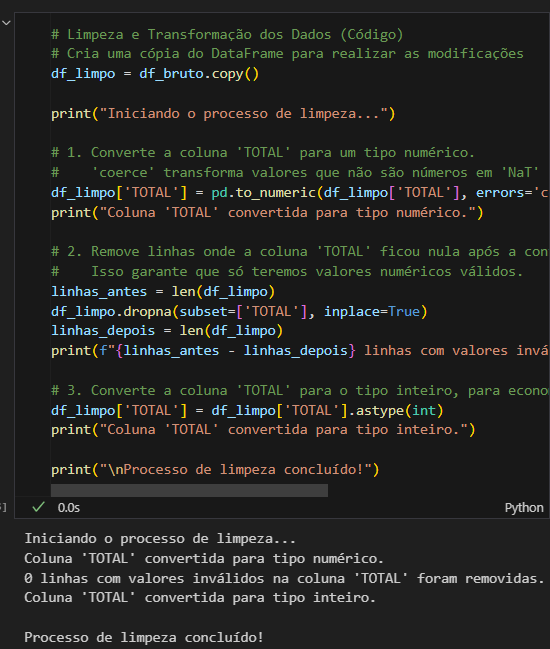 # Limpeza e Transformação dos Dados (Código)
# Cria uma cópia do DataFrame para realizar as modificações
df_limpo = df_bruto.copy()
print("Iniciando o processo de limpeza...")
# 1. Converte a coluna 'TOTAL' para um tipo numérico.
#    'coerce' transforma valores que não são números em 'NaT'
df_limpo['TOTAL'] = pd.to_numeric(df_limpo['TOTAL'], errors='c
print("Coluna 'TOTAL' convertida para tipo numérico.")
# 2. Remove linhas onde a coluna 'TOTAL' ficou nula após a con
#    Isso garante que só teremos valores numéricos válidos.
linhas_antes = len(df_limpo)
df_limpo.dropna(subset=['TOTAL'], inplace=True)
linhas_depois = len(df_limpo)
print(f"{linhas_antes - linhas_depois} linhas com valores invá
# 3. Converte a coluna 'TOTAL' para o tipo inteiro, para econo
df_limpo['TOTAL'] = df_limpo['TOTAL'].astype(int)
print("Coluna 'TOTAL' convertida para tipo inteiro.")
print("\nProcesso de limpeza concluído!")
0.0s Python
Iniciando o processo de limpeza...
Coluna 'TOTAL' convertida para tipo numérico.
0 linhas com valores inválidos na coluna 'TOTAL' foram removidas.
Coluna 'TOTAL' convertida para tipo inteiro.
Processo de limpeza concluído!